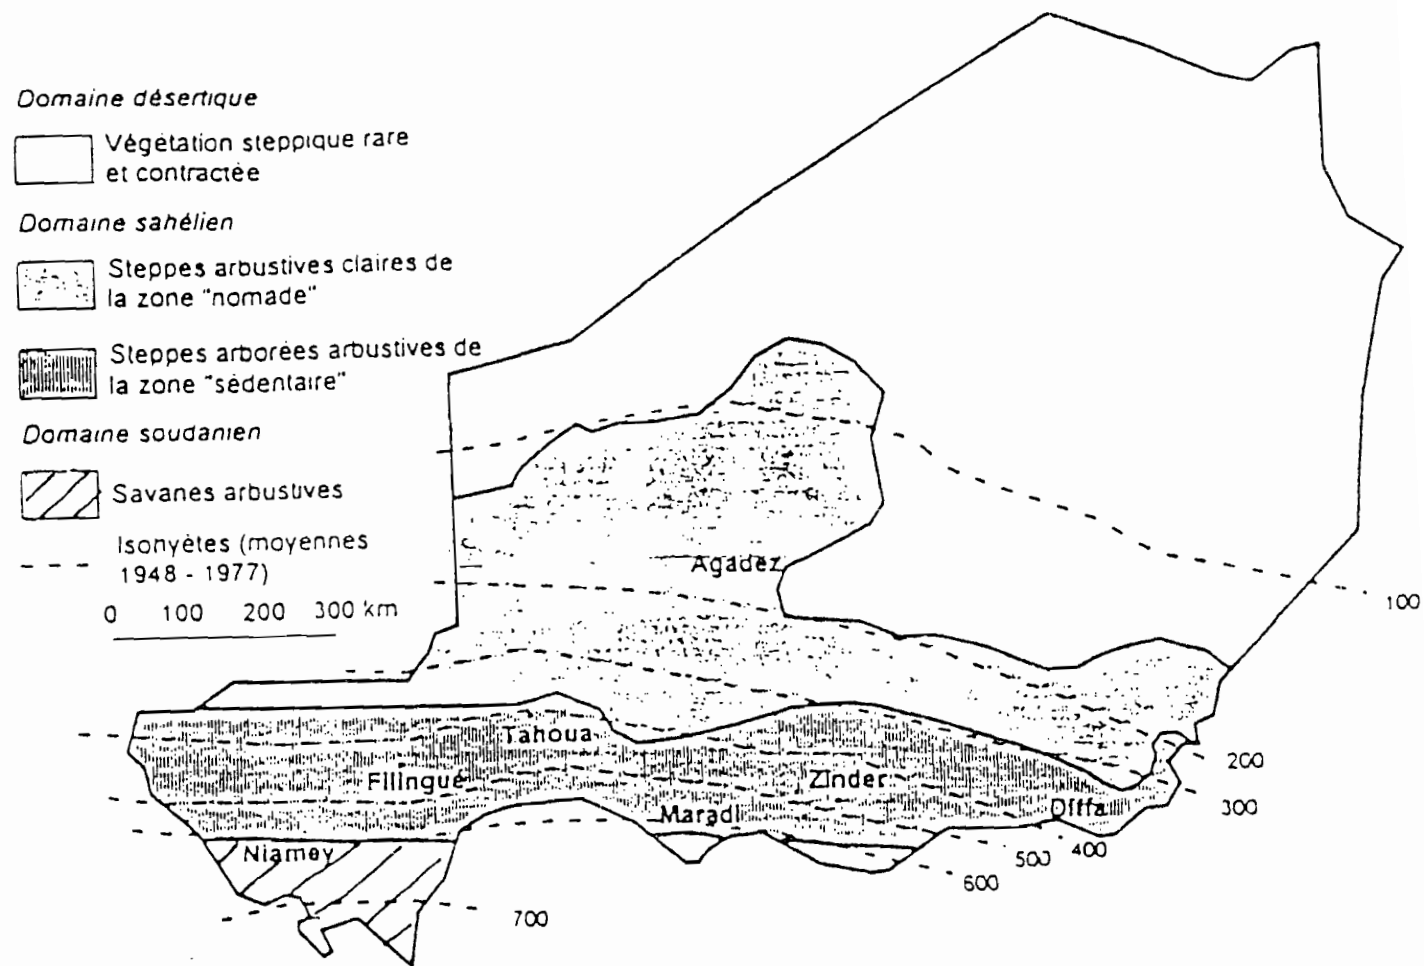 Domaine désertique
Végétation steppique rare
et contractée
Domaine sahélien
Steppes arbustives claires de
la zone "nomade"
Steppes arborées arbustives de
la zone "sédentaire"
Domaine soudanien
Savanes arbustives
Isohyètes (moyennes
1948 - 1977)
0 100 200 300 km
Agadez
100
Tahoua
200
Filingué
Zinder
300
Maradi
Diffa
Niamey
500
400
600
700